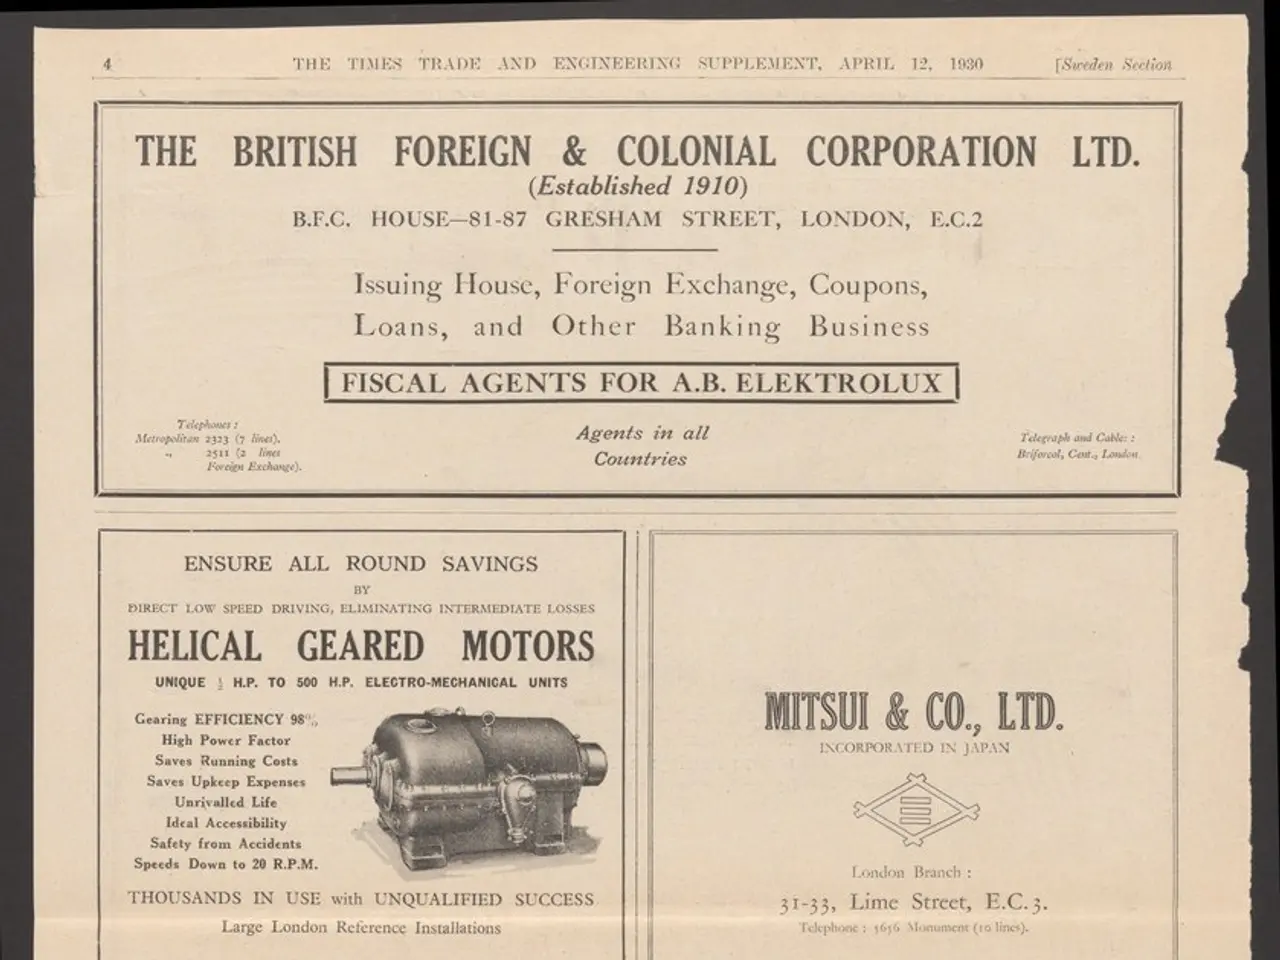 4
THE TIMES TRADE AND ENGINEERING SUPPLEMENT, APRIL 12, 1930
[Sweden Section
THE BRITISH FOREIGN & COLONIAL CORPORATION LTD.
(Established 1910)
B.F.C. HOUSE—81-87 GRESHAM STREET, LONDON, E.C.2
Issuing House, Foreign Exchange, Coupons,
Loans, and Other Banking Business
FISCAL AGENTS FOR A.B. ELEKTROLUX
Telephones :
Metropolitan 2323 (7 lines).
„ 2511 (2 lines
Foreign Exchange).
Agents in all
Countries
Telegraph and Cable: :
Briforcol, Cent., London
ENSURE ALL ROUND SAVINGS
BY
DIRECT LOW SPEED DRIVING, ELIMINATING INTERMEDIATE LOSSES
HELICAL GEARED MOTORS
UNIQUE ½ H.P. TO 500 H.P. ELECTRO-MECHANICAL UNITS
Gearing EFFICIENCY 98%
High Power Factor
Saves Running Costs
Saves Upkeep Expenses
Unrivalled Life
Ideal Accessibility
Safety from Accidents
Speeds Down to 20 R.P.M.
THOUSANDS IN USE with UNQUALIFIED SUCCESS
Large London Reference Installations
MITSUI & CO., LTD.
INCORPORATED IN JAPAN
London Branch :
31-33, Lime Street, E.C.3.
Telephone : 5656 Monument (10 lines).